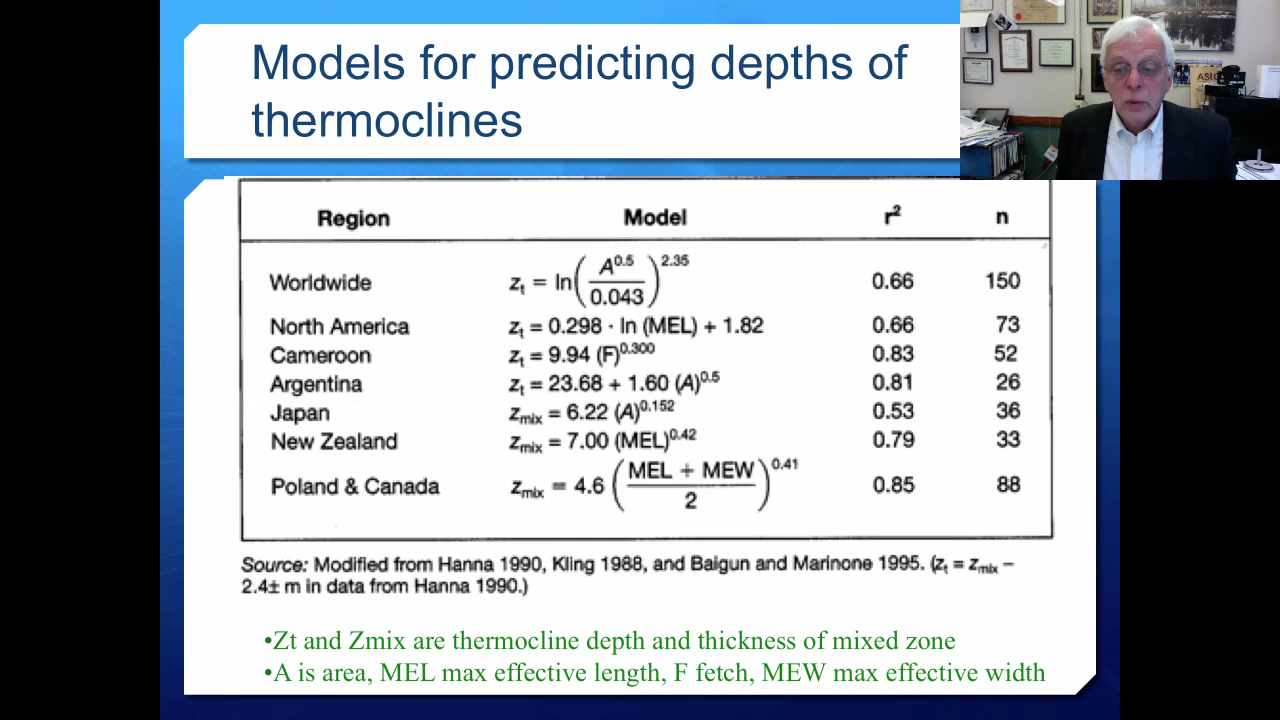 Models for predicting depths of
thermoclines
ASLO
Region Model r² n
Worldwide zₜ = ln(A^0.5 / 0.043)^2.35 0.66 150
North America zₜ = 0.298 · ln (MEL) + 1.82 0.66 73
Cameroon zₜ = 9.94 (F)^0.300 0.83 52
Argentina zₜ = 23.68 + 1.60 (A)^0.5 0.81 26
Japan z_mix = 6.22 (A)^0.152 0.53 36
New Zealand z_mix = 7.00 (MEL)^0.42 0.79 33
Poland & Canada z_mix = 4.6 (MEL + MEW / 2)^0.41 0.85 88
Source: Modified from Hanna 1990, Kling 1988, and Baigun and Marinone 1995. (zₜ = z_mix –
2.4± m in data from Hanna 1990.)
•Zt and Zmix are thermocline depth and thickness of mixed zone
•A is area, MEL max effective length, F fetch, MEW max effective width